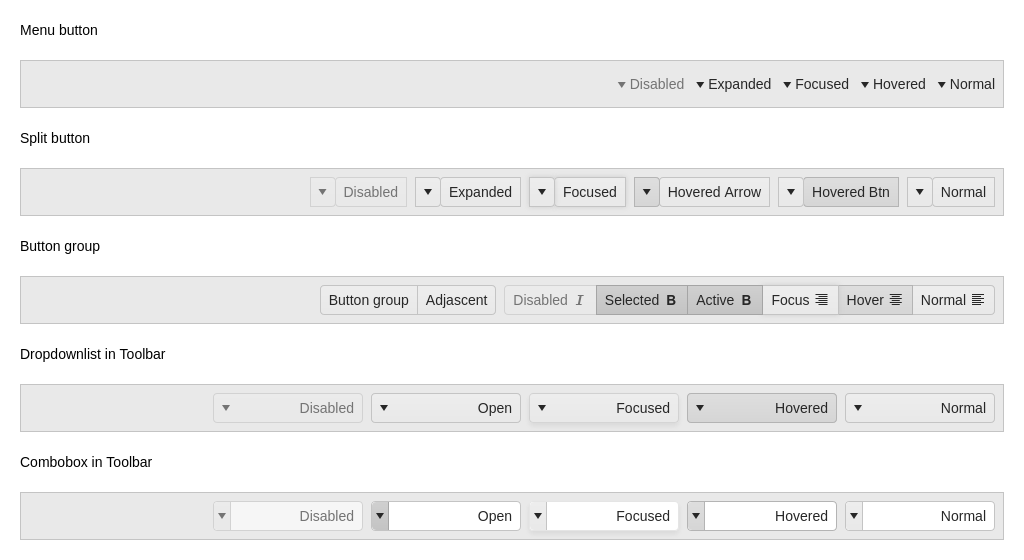 Menu button
Disabled Expanded Focused Hovered Normal
Split button
Disabled Expanded Focused Hovered Arrow Hovered Btn Normal
Button group
Button group Adjascent Disabled I Selected B Active B Focus Hover Normal
Dropdownlist in Toolbar
Disabled Open Focused Hovered Normal
Combobox in Toolbar
Disabled Open Focused Hovered Normal